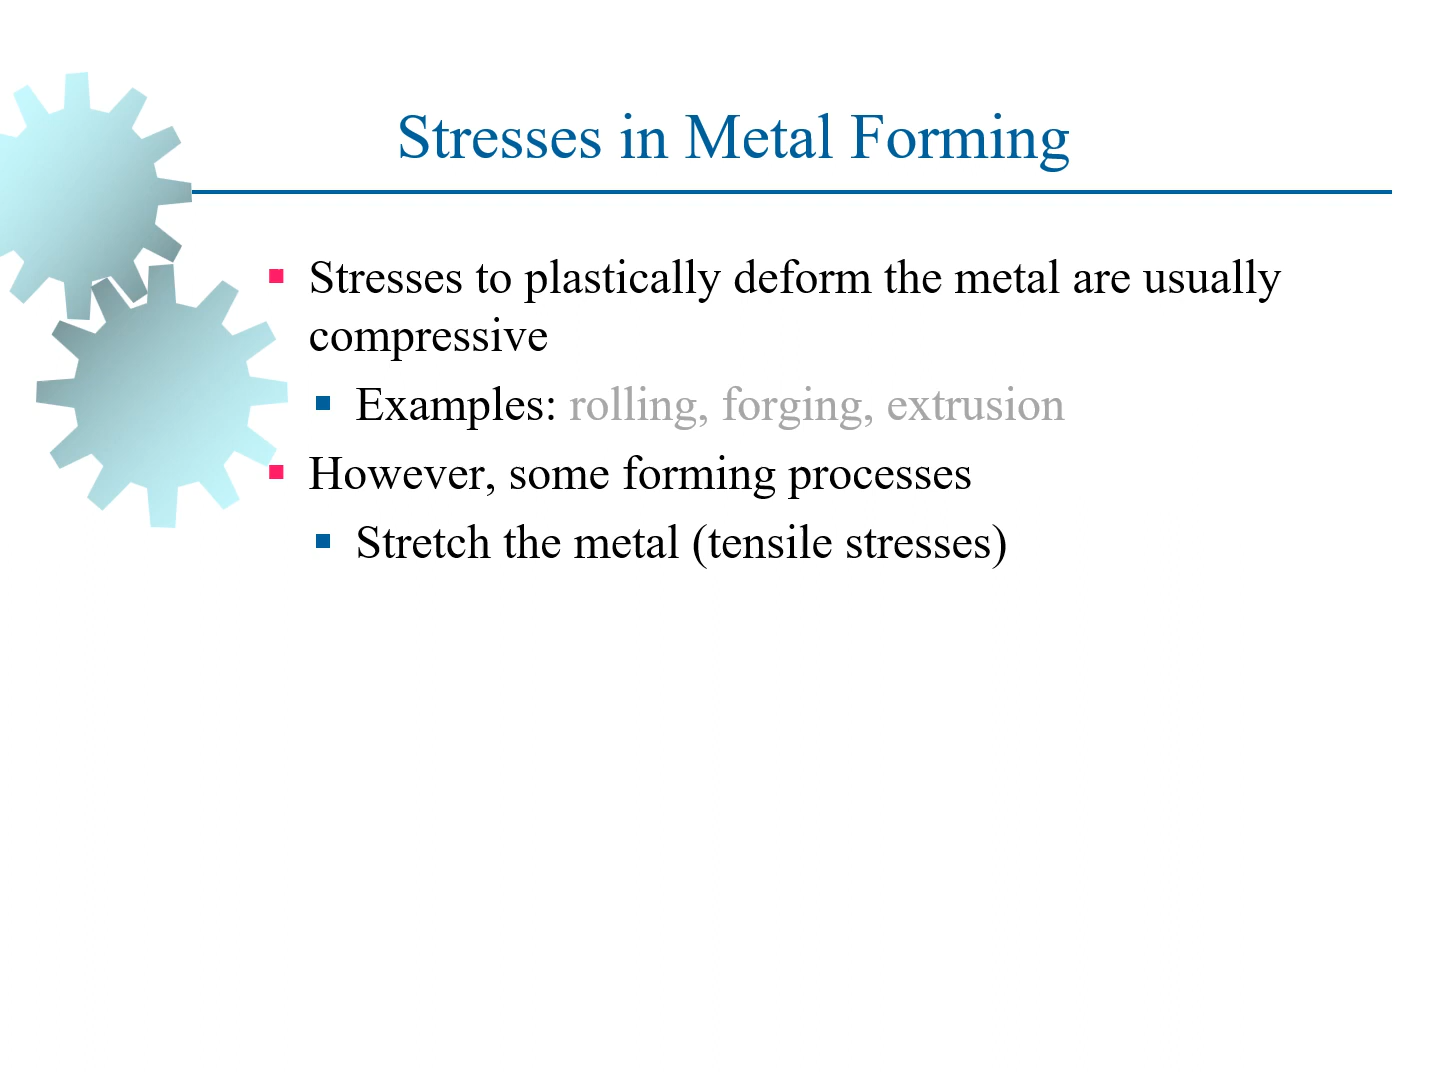 Stresses in Metal Forming
Stresses to plastically deform the metal are usually
compressive
Examples: rolling, forging, extrusion
However, some forming processes
Stretch the metal (tensile stresses)